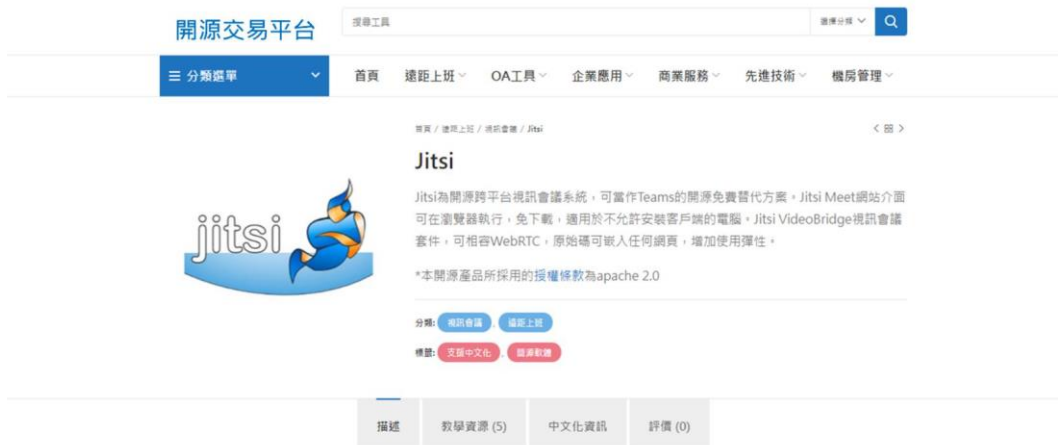 開源交易平台
搜尋工具
選擇分類
分類選單
首頁 遠距上班 OA工具 企業應用 商業服務 先進技術 機房管理
首頁 / 遠距上班 / 視訊會議 / Jitsi
jitsi
Jitsi
Jitsi為開源跨平台視訊會議系統，可當作Teams的開源免費替代方案。Jitsi Meet網站介面
可在瀏覽器執行，免下載，適用於不允許安裝客戶端的電腦。Jitsi VideoBridge視訊會議
套件，可相容WebRTC，原始碼可嵌入任何網頁，增加使用彈性。
*本開源產品所採用的授權條款為apache 2.0
分類: 視訊會議 , 遠距上班
標籤: 支援中文化 , 開源軟體
描述 教學資源 (5) 中文化資訊 評價 (0)